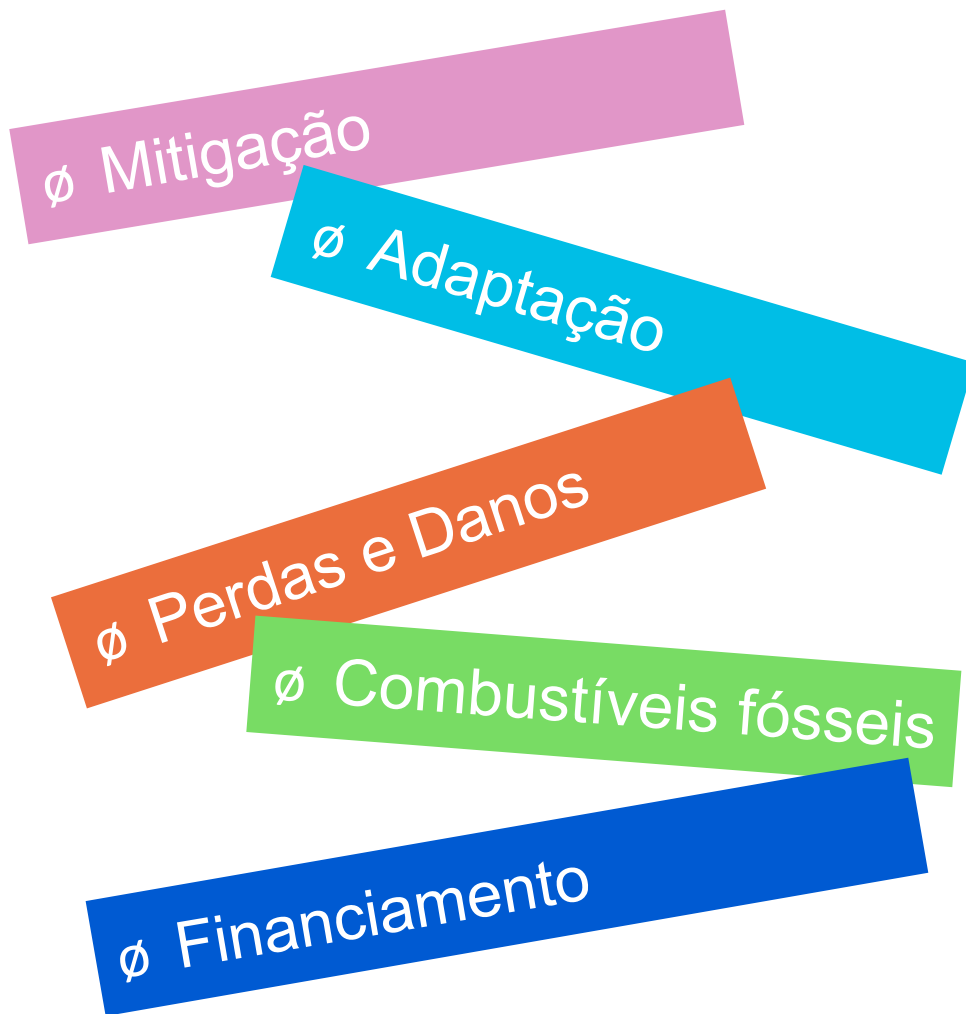 ø Mitigação
ø Adaptação
ø Perdas e Danos
ø Combustíveis fósseis
ø Financiamento